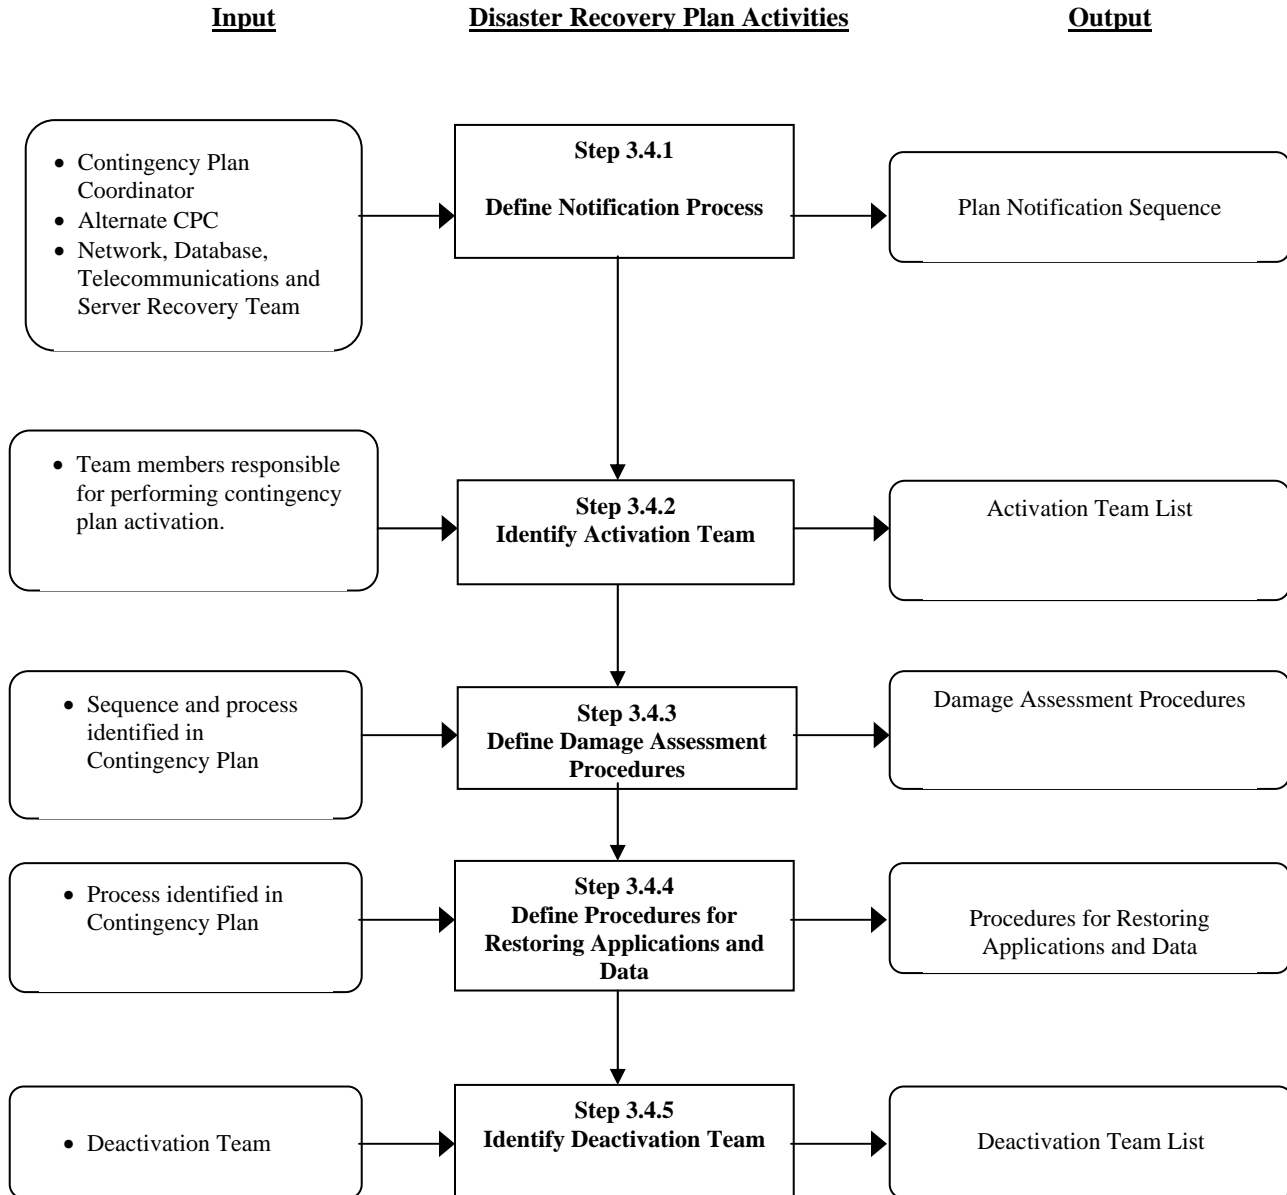 Input
Disaster Recovery Plan Activities
Output
• Contingency Plan
Coordinator
• Alternate CPC
• Network, Database,
Telecommunications and
Server Recovery Team
Step 3.4.1
Define Notification Process
Plan Notification Sequence
• Team members responsible
for performing contingency
plan activation.
Step 3.4.2
Identify Activation Team
Activation Team List
• Sequence and process
identified in
Contingency Plan
Step 3.4.3
Define Damage Assessment
Procedures
Damage Assessment Procedures
• Process identified in
Contingency Plan
Step 3.4.4
Define Procedures for
Restoring Applications and
Data
Procedures for Restoring
Applications and Data
• Deactivation Team
Step 3.4.5
Identify Deactivation Team
Deactivation Team List